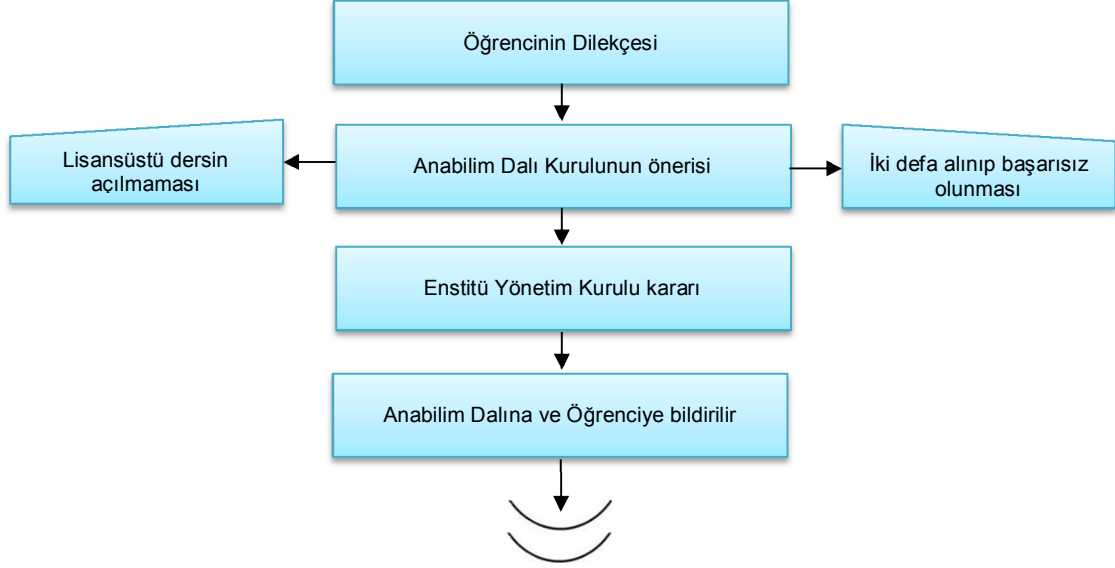 Öğrencinin Dilekçesi
Lisansüstü dersin
açılmaması
Anabilim Dalı Kurulunun önerisi
İki defa alınıp başarısız
olunması
Enstitü Yönetim Kurulu kararı
Anabilim Dalına ve Öğrenciye bildirilir